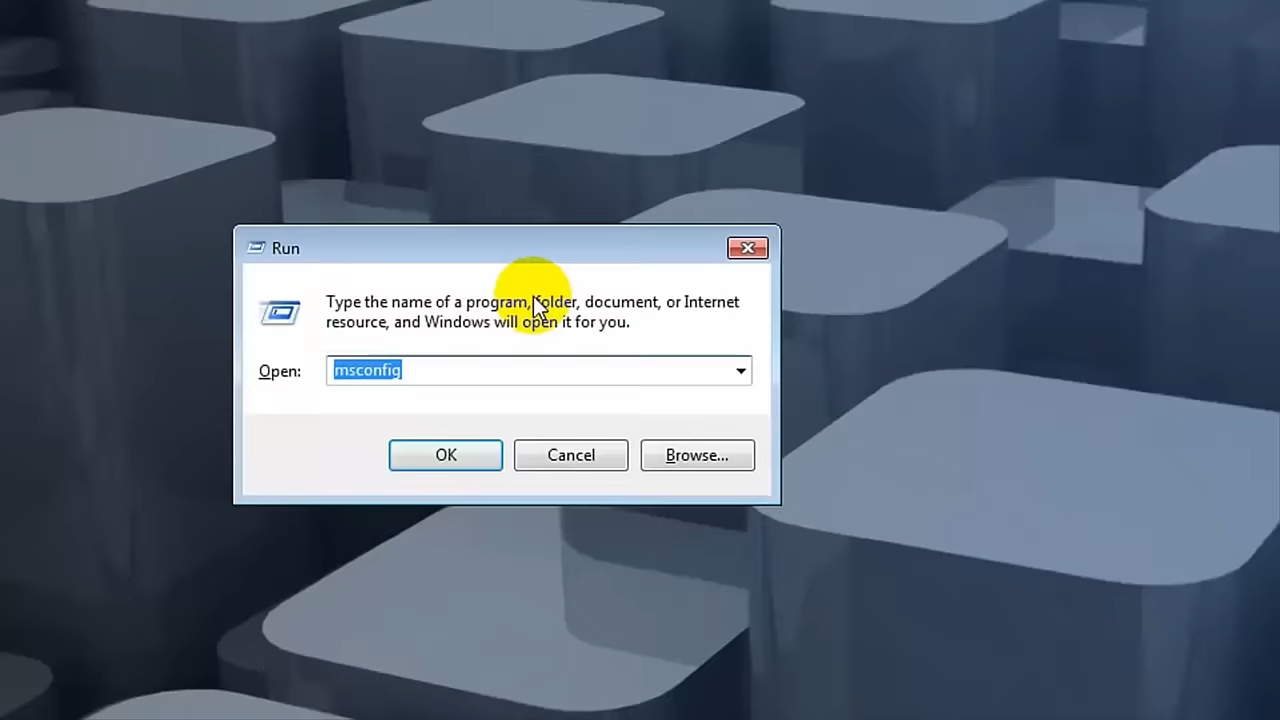 Run
Type the name of a program, folder, document, or Internet
resource, and Windows will open it for you.
Open:
msconfig
OK
Cancel
Browse...